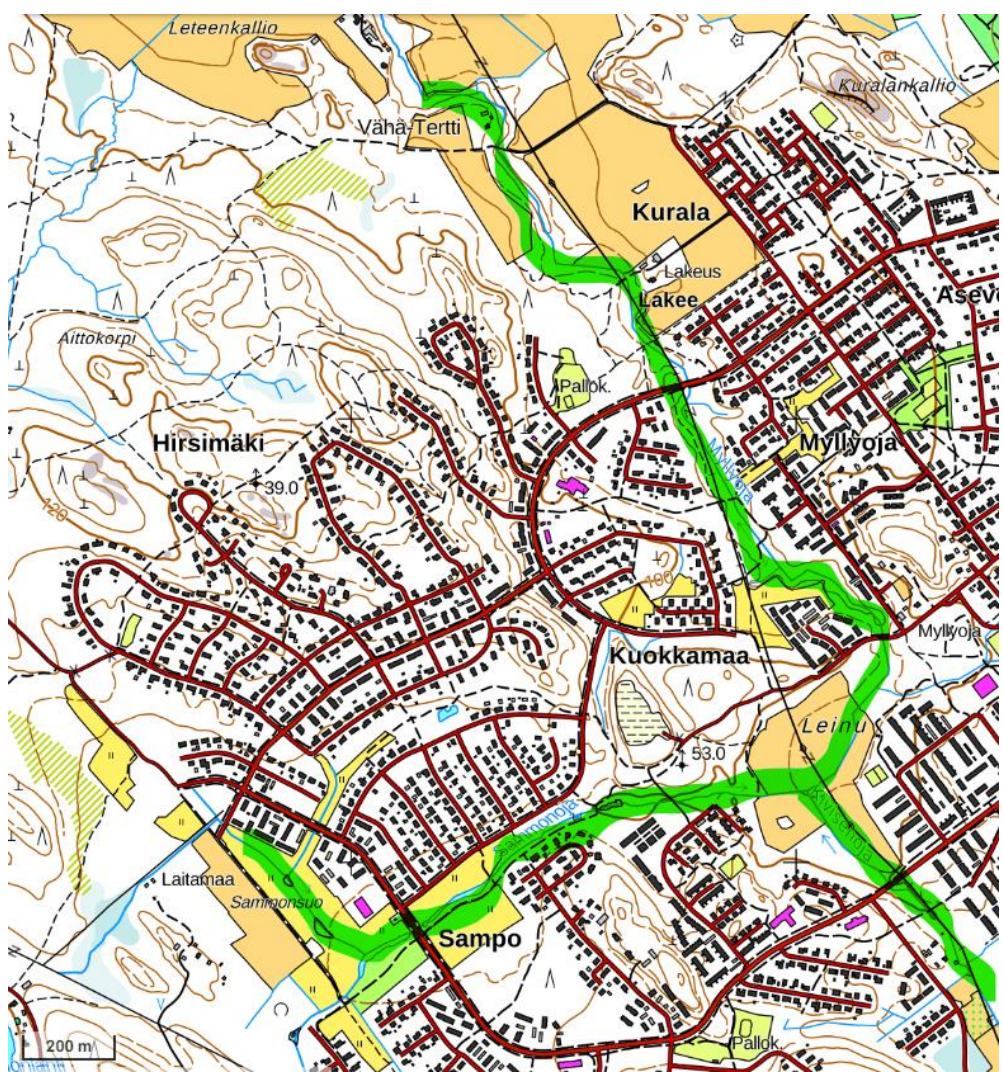 Leteenkallio
Kuralankallio
Vähä-Tertti
Kurala
Lakeus
Lakee
Aittokorpi
Pallok.
Hirsimäki
Myllyoja
Myllyoja
39.0
120
100
Myllyoja
Kuokkamaa
Leinu
53.0
Sammonoja
Laitamaa
Sammonsuo
Sampo
Pallok.
200 m